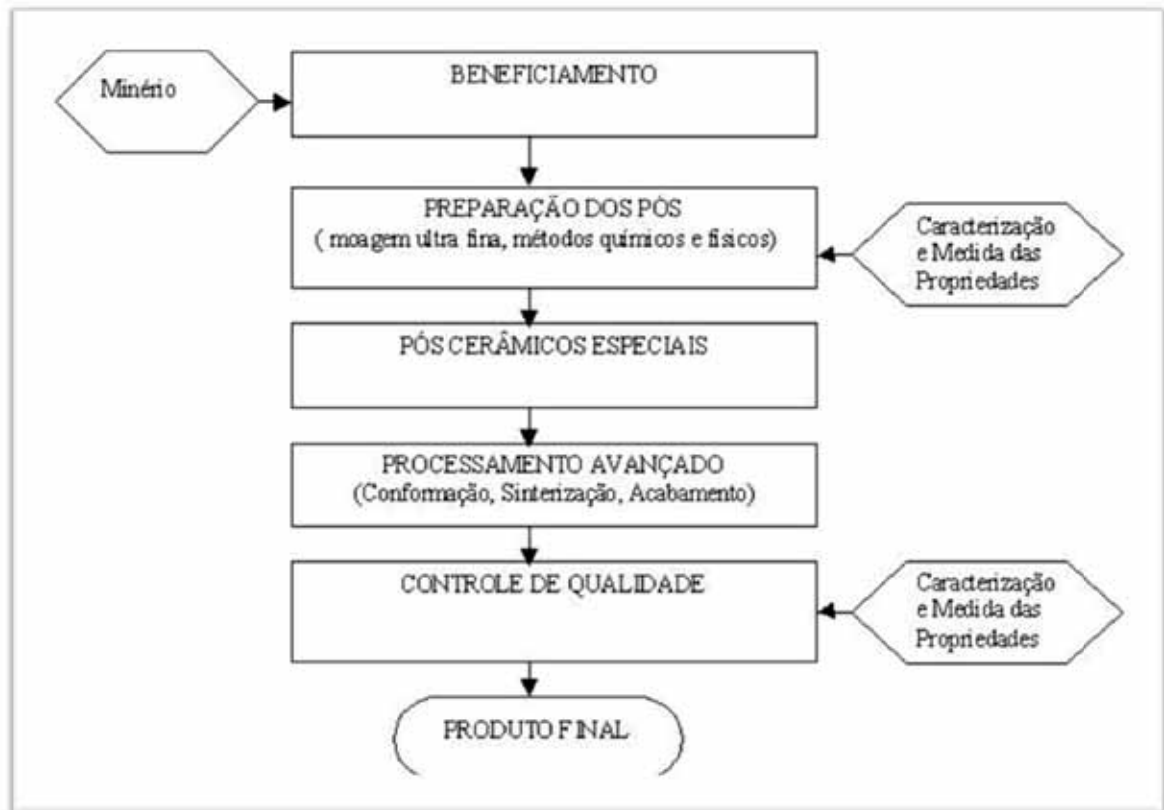 Minério
BENEFICIAMENTO
PREPARAÇÃO DOS PÓS
( moagem ultra fina, métodos químicos e físicos)
Caracterização
e Medida das
Propriedades
PÓS CERÂMICOS ESPECIAIS
PROCESSAMENTO AVANÇADO
(Conformação, Sinterização, Acabamento)
CONTROLE DE QUALIDADE
Caracterização
e Medida das
Propriedades
PRODUTO FINAL